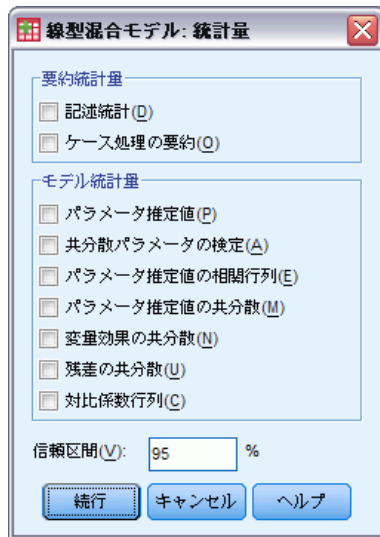 線型混合モデル: 統計量
要約統計量
記述統計(D)
ケース処理の要約(O)
モデル統計量
パラメータ推定値(P)
共分散パラメータの検定(A)
パラメータ推定値の相関行列(E)
パラメータ推定値の共分散(M)
変量効果の共分散(N)
残差の共分散(U)
対比係数行列(C)
信頼区間(V): 95 %
続行 キャンセル ヘルプ